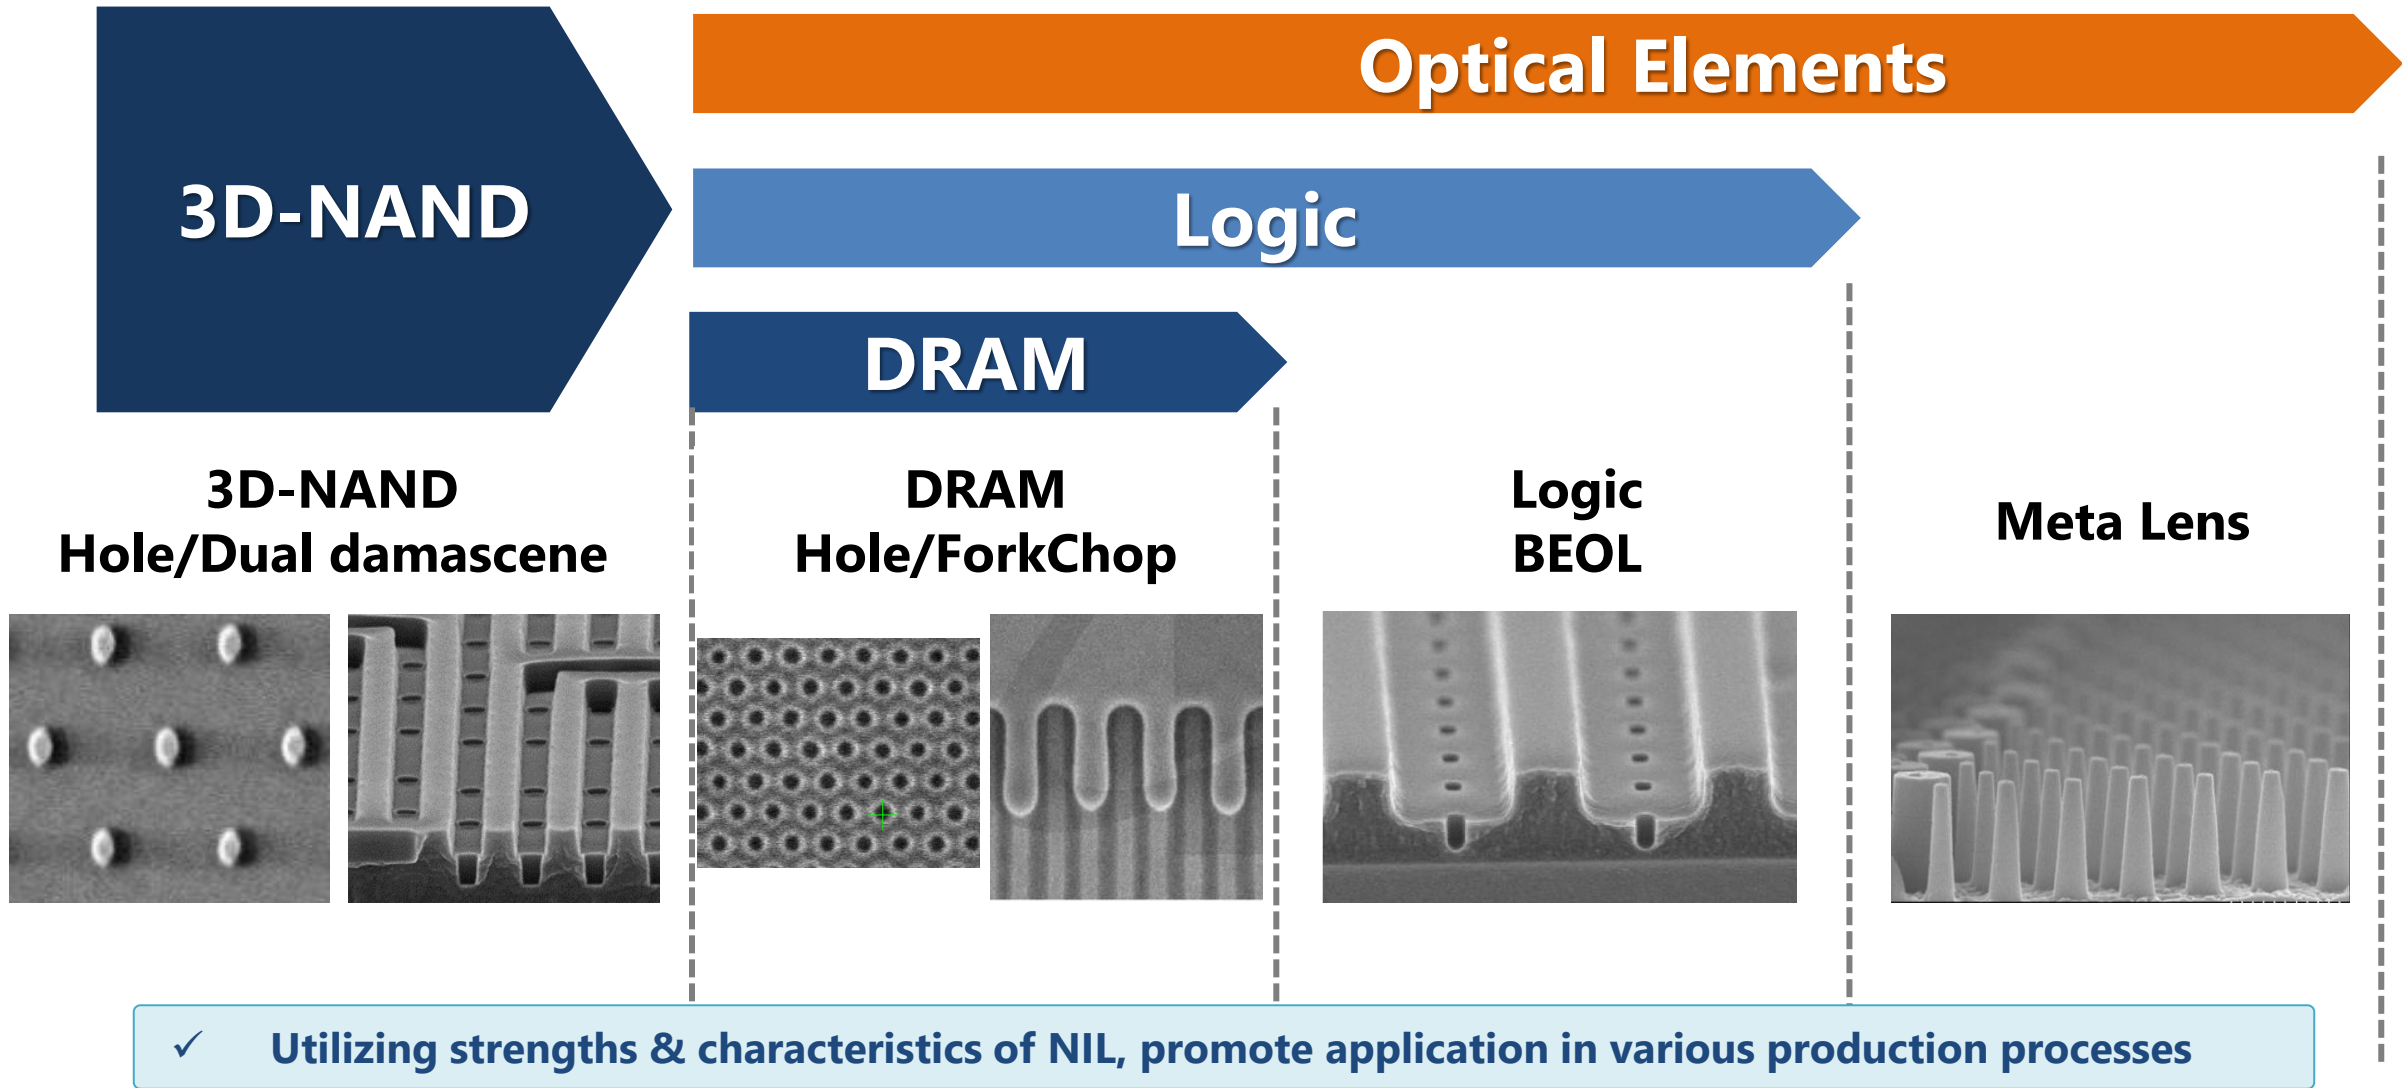 3D-NAND
Optical Elements
Logic
DRAM
3D-NAND
Hole/Dual damascene
DRAM
Hole/ForkChop
Logic
BEOL
Meta Lens
✓ Utilizing strengths & characteristics of NIL, promote application in various production processes